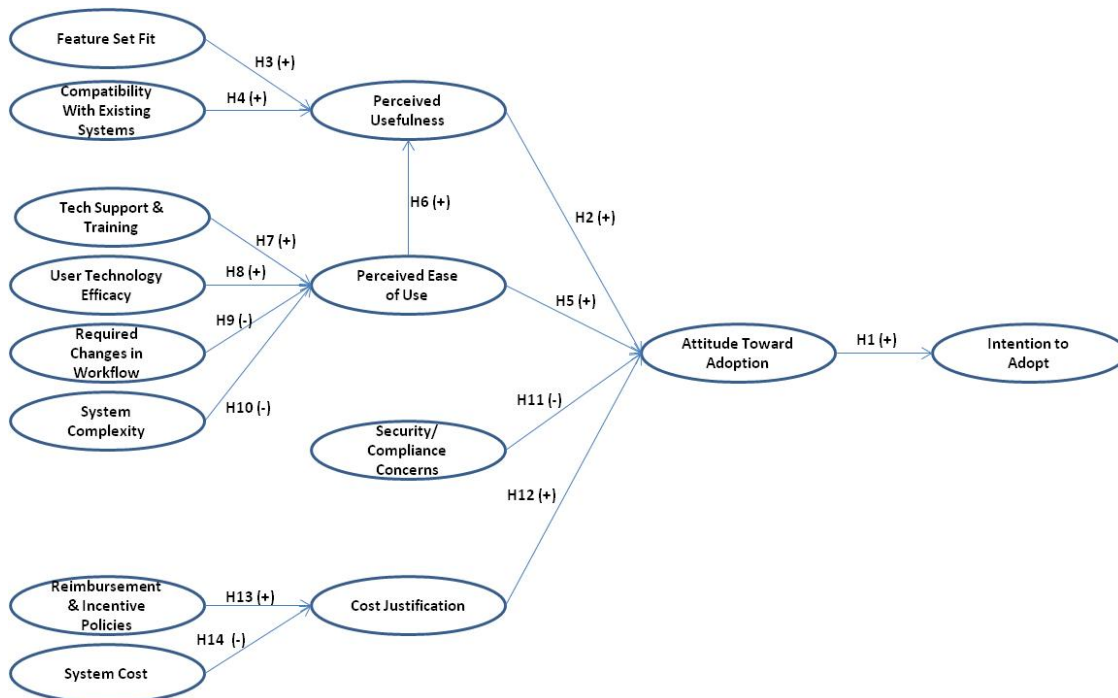 Feature Set Fit
H3 (+)
Compatibility
With Existing
Systems
H4 (+)
Perceived
Usefulness
H6 (+)
H2 (+)
Tech Support &
Training
H7 (+)
User Technology
Efficacy
H8 (+)
Perceived Ease
of Use
H5 (+)
Required
Changes in
Workflow
H9 (-)
System
Complexity
H10 (-)
Attitude Toward
Adoption
H1 (+)
Intention to
Adopt
H11 (-)
Security/
Compliance
Concerns
H12 (+)
Reimbursement
& Incentive
Policies
H13 (+)
Cost Justification
H14 (-)
System Cost